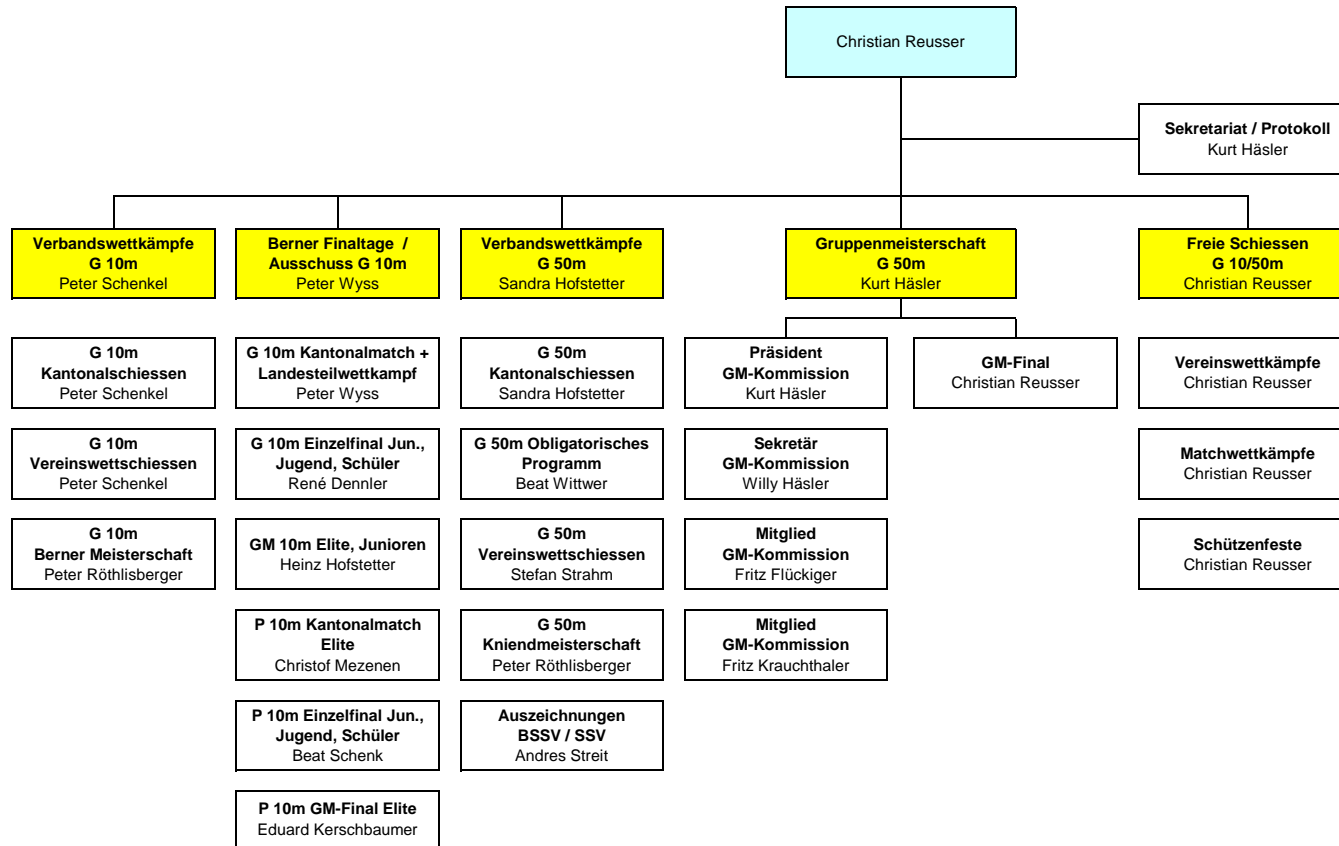 Christian Reusser
Sekretariat / Protokoll
Kurt Häsler
Verbandswettkämpfe
G 10m
Peter Schenkel
Berner Finaltage /
Ausschuss G 10m
Peter Wyss
Verbandswettkämpfe
G 50m
Sandra Hofstetter
Gruppenmeisterschaft
G 50m
Kurt Häsler
Freie Schiessen
G 10/50m
Christian Reusser
G 10m
Kantonalschiessen
Peter Schenkel
G 10m Kantonalmatch +
Landesteilwettkampf
Peter Wyss
G 50m
Kantonalschiessen
Sandra Hofstetter
Präsident
GM-Kommission
Kurt Häsler
GM-Final
Christian Reusser
Vereinswettkämpfe
Christian Reusser
G 10m
Vereinswettschiessen
Peter Schenkel
G 10m Einzelfinal Jun.,
Jugend, Schüler
René Dennler
G 50m Obligatorisches
Programm
Beat Wittwer
Sekretär
GM-Kommission
Willy Häsler
Matchwettkämpfe
Christian Reusser
G 10m
Berner Meisterschaft
Peter Röthlisberger
GM 10m Elite, Junioren
Heinz Hofstetter
G 50m
Vereinswettschiessen
Stefan Strahm
Mitglied
GM-Kommission
Fritz Flückiger
Schützenfeste
Christian Reusser
P 10m Kantonalmatch
Elite
Christof Mezenen
G 50m
Kniendmeisterschaft
Peter Röthlisberger
Mitglied
GM-Kommission
Fritz Krauchthaler
P 10m Einzelfinal Jun.,
Jugend, Schüler
Beat Schenk
Auszeichnungen
BSSV / SSV
Andres Streit
P 10m GM-Final Elite
Eduard Kerschbaumer